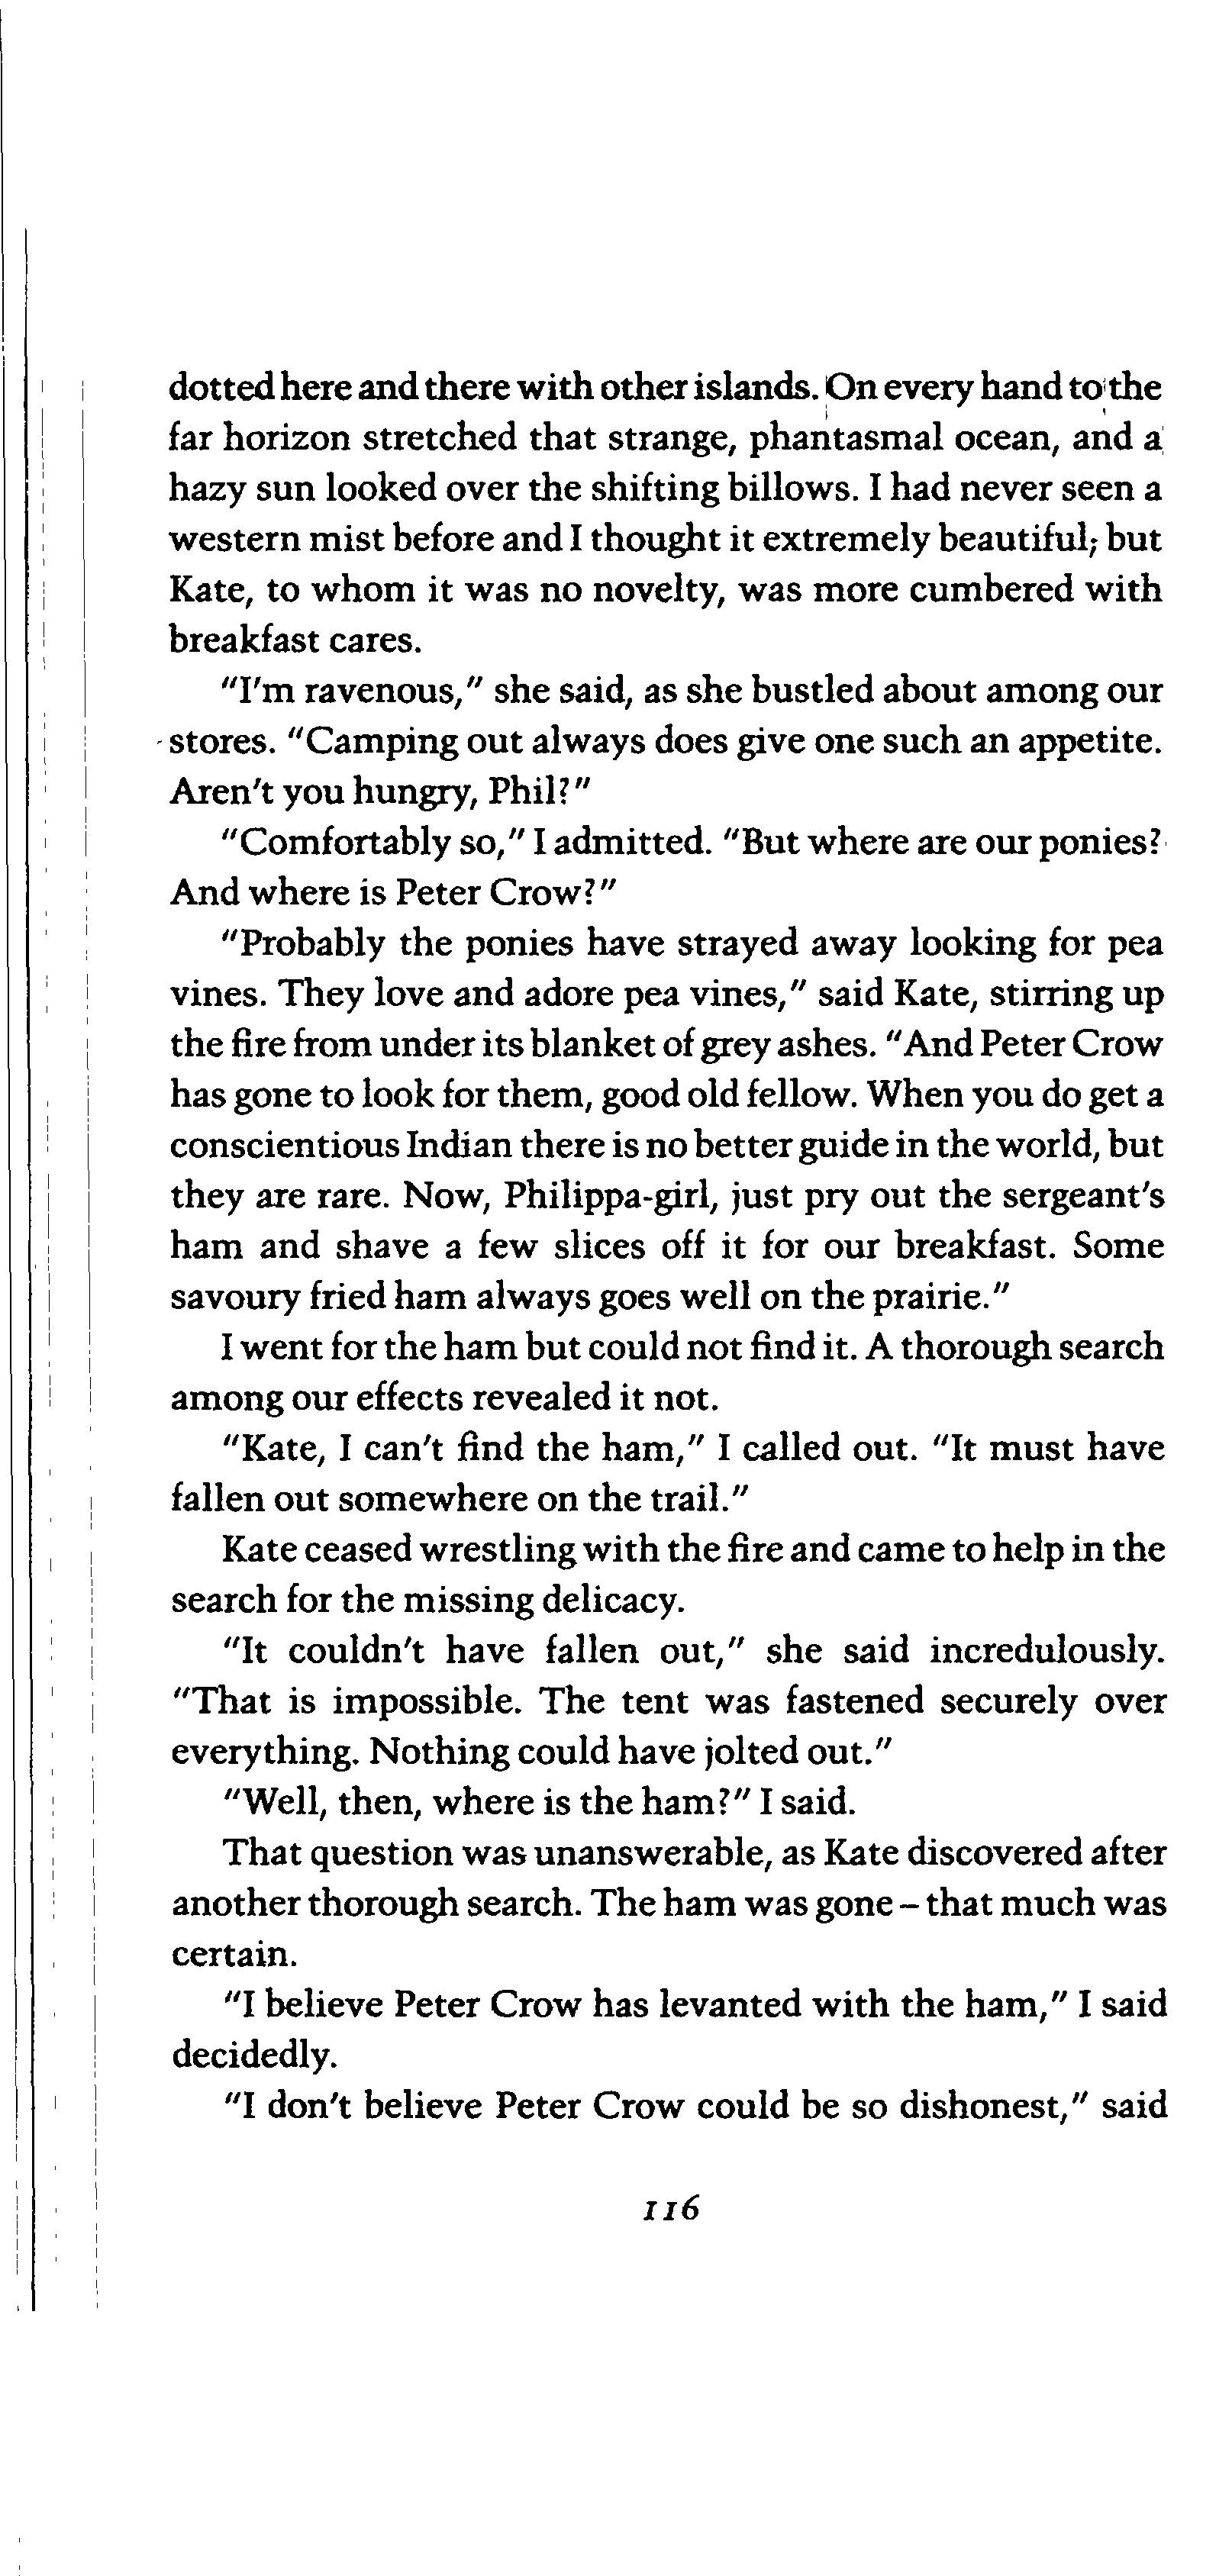 dotted here and there with other islands. On every hand to the
far horizon stretched that strange, phantasmal ocean, and a
hazy sun looked over the shifting billows. I had never seen a
western mist before and I thought it extremely beautiful; but
Kate, to whom it was no novelty, was more cumbered with
breakfast cares.
"I'm ravenous," she said, as she bustled about among our
stores. "Camping out always does give one such an appetite.
Aren't you hungry, Phil?"
"Comfortably so," I admitted. "But where are our ponies?
And where is Peter Crow?"
"Probably the ponies have strayed away looking for pea
vines. They love and adore pea vines," said Kate, stirring up
the fire from under its blanket of grey ashes. "And Peter Crow
has gone to look for them, good old fellow. When you do get a
conscientious Indian there is no better guide in the world, but
they are rare. Now, Philippa-girl, just pry out the sergeant's
ham and shave a few slices off it for our breakfast. Some
savoury fried ham always goes well on the prairie."
I went for the ham but could not find it. A thorough search
among our effects revealed it not.
"Kate, I can't find the ham," I called out. "It must have
fallen out somewhere on the trail."
Kate ceased wrestling with the fire and came to help in the
search for the missing delicacy.
"It couldn't have fallen out," she said incredulously.
"That is impossible. The tent was fastened securely over
everything. Nothing could have jolted out."
"Well, then, where is the ham?" I said.
That question was unanswerable, as Kate discovered after
another thorough search. The ham was gone – that much was
certain.
"I believe Peter Crow has levanted with the ham," I said
decidedly.
"I don't believe Peter Crow could be so dishonest," said
116